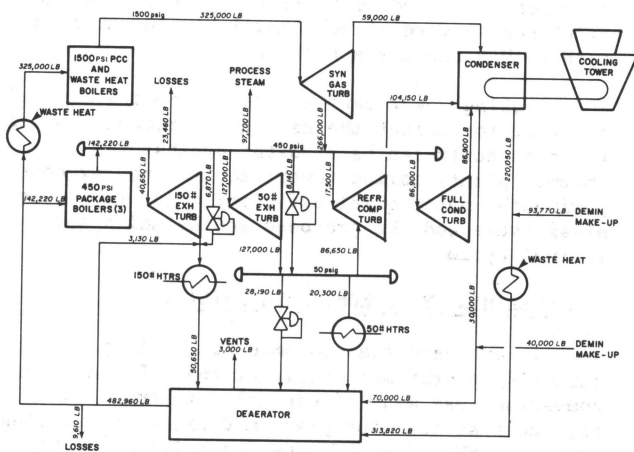 1500 psig
325,000 LB
59,000 LB
325,000 LB
1500 PSI PCC
AND
WASTE HEAT
BOILERS
LOSSES
PROCESS
STEAM
SYN
GAS
TURB
CONDENSER
COOLING
TOWER
104,150 LB
WASTE HEAT
23,460 LB
97,700 LB
266,000 LB
142,220 LB
450 psig
86,900 LB
220,050 LB
142,220 LB
450 PSI
PACKAGE
BOILERS (3)
40,650 LB
150# EXH
TURB
6,870 LB
127,000 LB
50# EXH
TURB
8,140 LB
17,500 LB
REFR.
COMP
TURB
86,900 LB
FULL
COND
TURB
93,770 LB
DEMIN
MAKE-UP
3,130 LB
127,000 LB
86,650 LB
WASTE HEAT
150# HTRS
50 psig
28,190 LB
20,300 LB
30,000 LB
VENTS
3,000 LB
50# HTRS
50,650 LB
40,000 LB
DEMIN
MAKE-UP
482,960 LB
DEAERATOR
70,000 LB
313,820 LB
9,610 LB
LOSSES